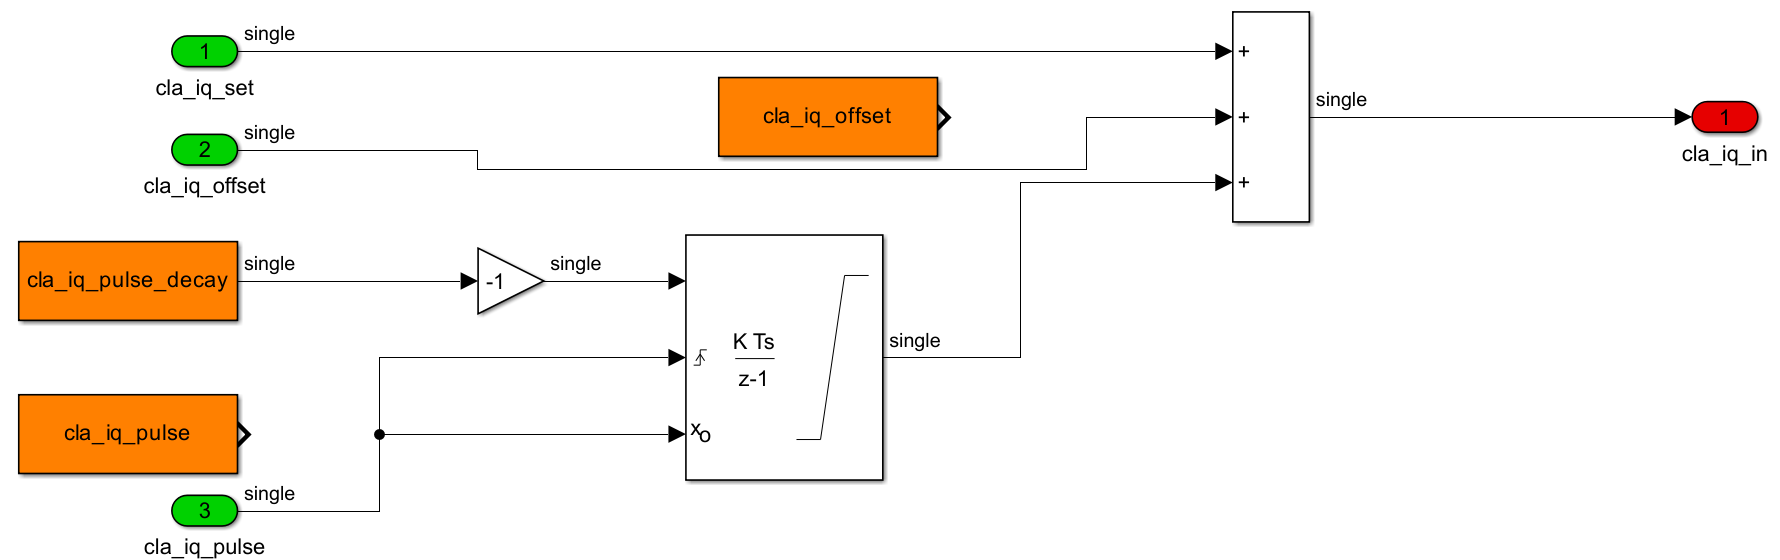 single
1
cla_iq_set
single
2
cla_iq_offset
cla_iq_offset
+
+
+
single
1
cla_iq_in
cla_iq_pulse_decay
single
-1
single
K Ts
z-1
xo
single
cla_iq_pulse
single
3
cla_iq_pulse